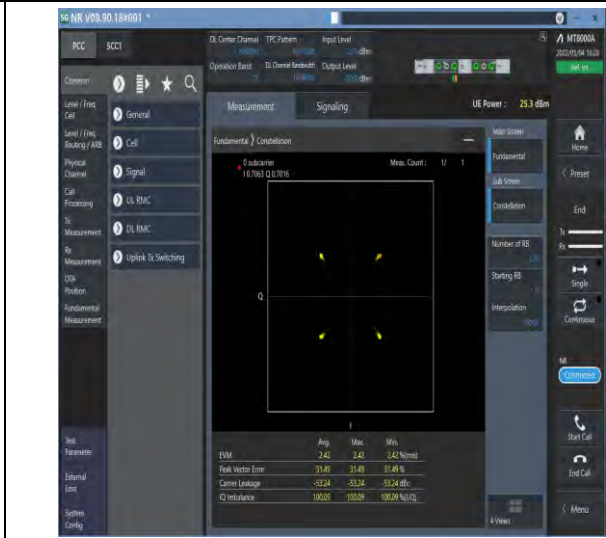 5G NR V08.90.18#001 *
PCC SCC1
DL Center Channel TPC Pattern Input Level
Operation Band DL Channel Bandwidth Output Level
MT8000A
2022/05/04 16:28
Common
Level / Freq.
Cell
Level / Freq.
Routing / ARB
Physical
Channel
Call
Processing
Tx
Measurement
Rx
Measurement
OTA
Position
Fundamental
Measurement
Test
Parameter
External
Loss
System
Config
General
Cell
Signal
UL RMC
DL RMC
Uplink Tx Switching
Measurement Signaling UE Power : 25.3 dBm
Fundamental Constellation
0 subcarrier Meas. Count : 1/ 1
I 0.7063 Q 0.7016
Q
I
Avg. Max. Min.
EVM 2.42 2.42 2.42 %(rms)
Peak Vector Error 31.49 31.49 31.49 %
Carrier Leakage -53.24 -53.24 -53.24 dBc
IQ Imbalance 100.09 100.09 100.09 %(I/Q)
Main Screen
Fundamental
Sub Screen
Constellation
Number of RB
Starting RB
Interpolation
4 Views
Home
Preset
End
Tx
Rx
Single
Continuous
NR
Connected
Start Call
End Call
Menu